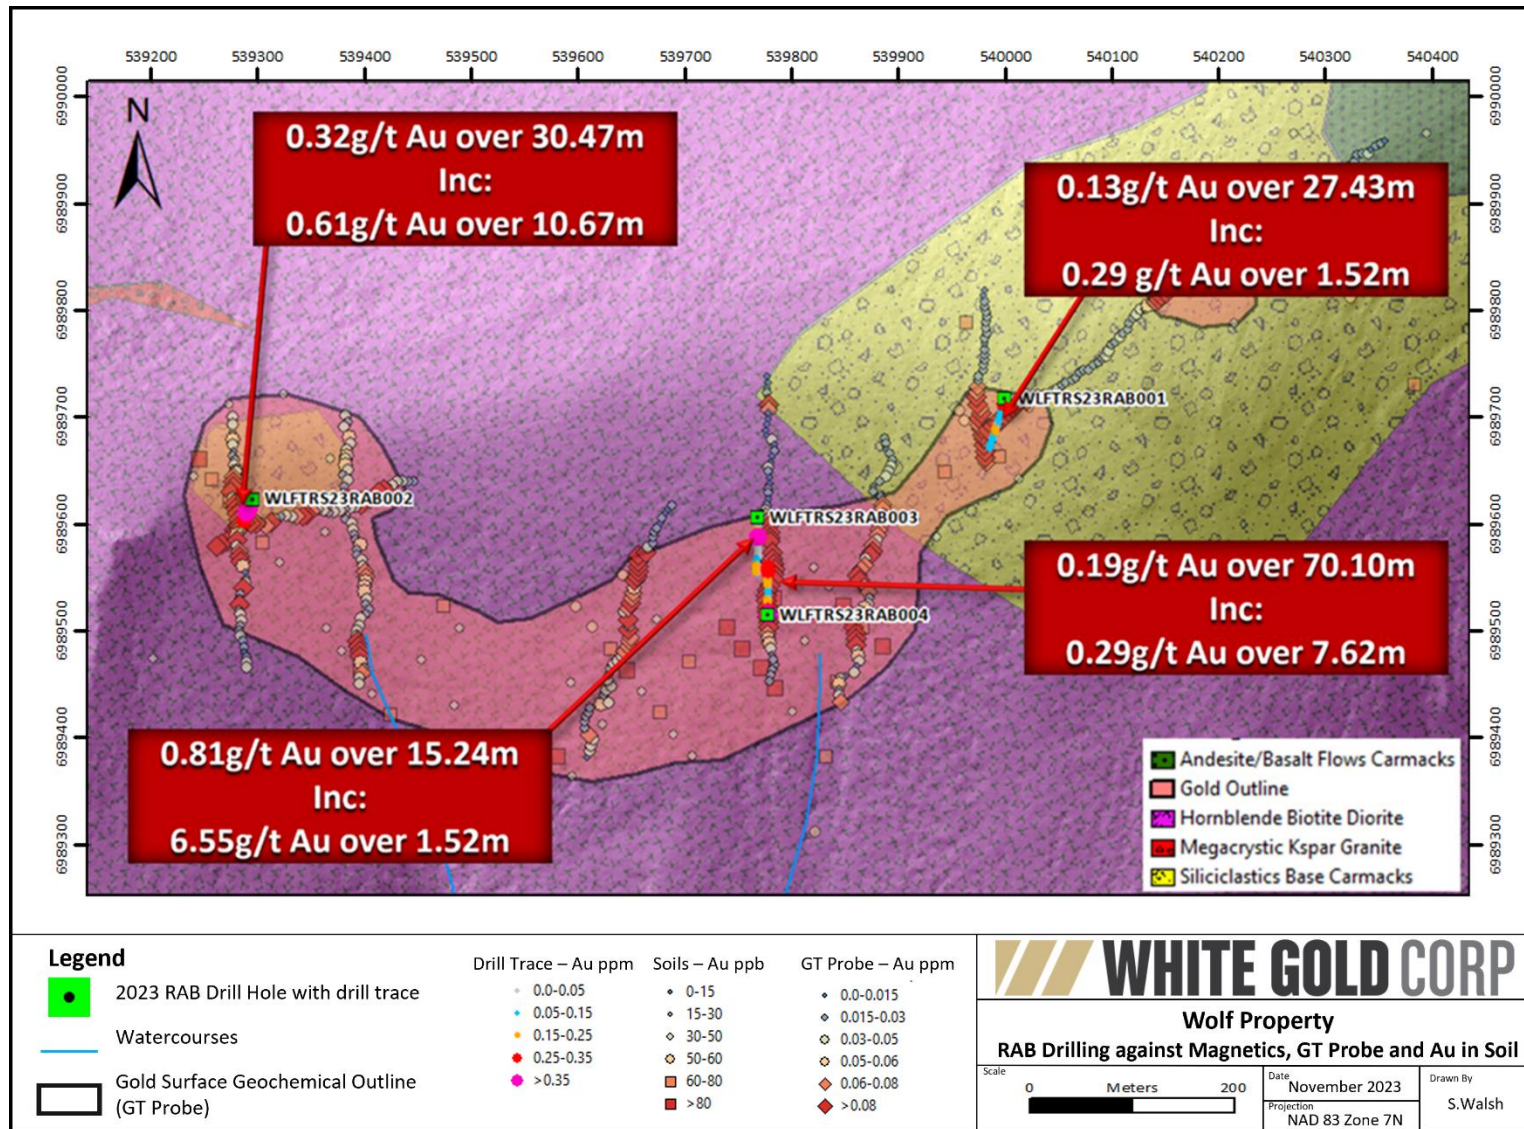 539200 539300 539400 539500 539600 539700 539800 539900 540000 540100 540200 540300 540400
6990000 6990000
6989900 6989900
6989800 6989800
6989700 6989700
6989600 6989600
6989500 6989500
6989400 6989400
6989300 6989300
N
0.32g/t Au over 30.47m
Inc:
0.61g/t Au over 10.67m
0.13g/t Au over 27.43m
Inc:
0.29 g/t Au over 1.52m
WLFTRS23RAB001
WLFTRS23RAB002
WLFTRS23RAB003
WLFTRS23RAB004
0.19g/t Au over 70.10m
Inc:
0.29g/t Au over 7.62m
0.81g/t Au over 15.24m
Inc:
6.55g/t Au over 1.52m
Andesite/Basalt Flows Carmacks
Gold Outline
Hornblende Biotite Diorite
Megacrystic Kspar Granite
Siliciclastics Base Carmacks
Legend
2023 RAB Drill Hole with drill trace
Watercourses
Gold Surface Geochemical Outline
(GT Probe)
Drill Trace – Au ppm
0.0-0.05
0.05-0.15
0.15-0.25
0.25-0.35
>0.35
Soils – Au ppb
0-15
15-30
30-50
50-60
60-80
>80
GT Probe – Au ppm
0.0-0.015
0.015-0.03
0.03-0.05
0.05-0.06
0.06-0.08
>0.08
WHITE GOLD CORP
Wolf Property
RAB Drilling against Magnetics, GT Probe and Au in Soil
Scale
0 Meters 200
Date
November 2023
Projection
NAD 83 Zone 7N
Drawn By
S.Walsh